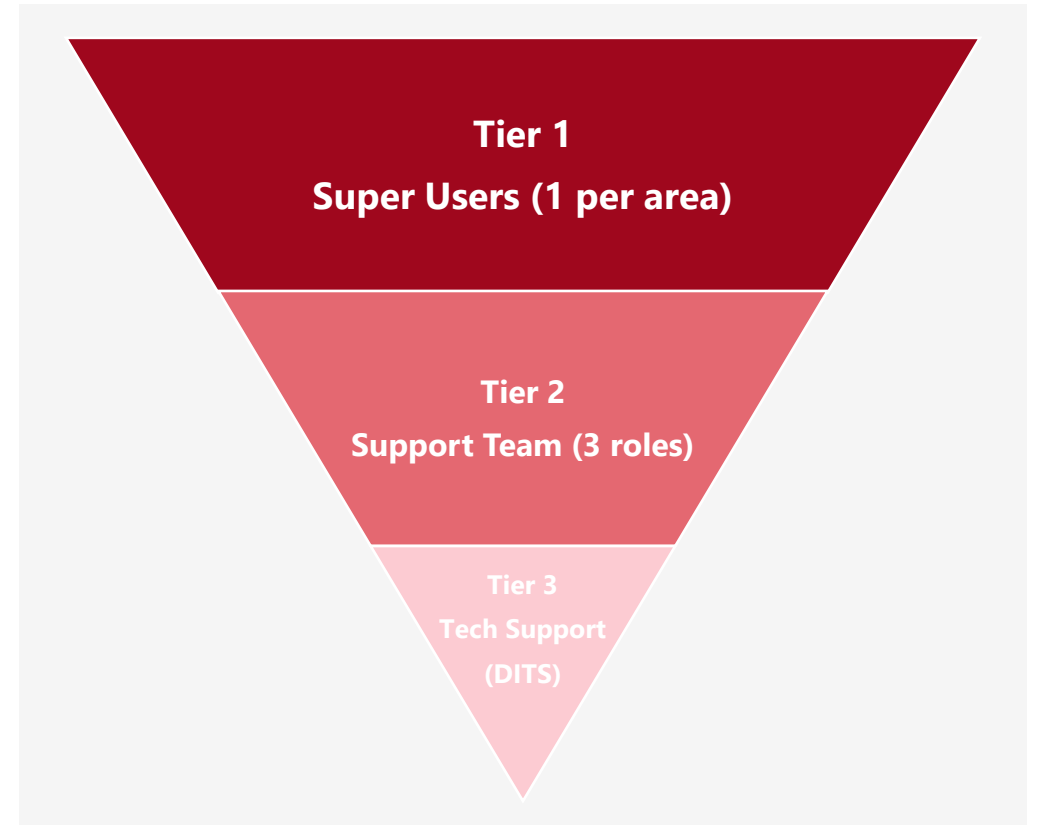 Tier 1
Super Users (1 per area)
Tier 2
Support Team (3 roles)
Tier 3
Tech Support
(DITS)